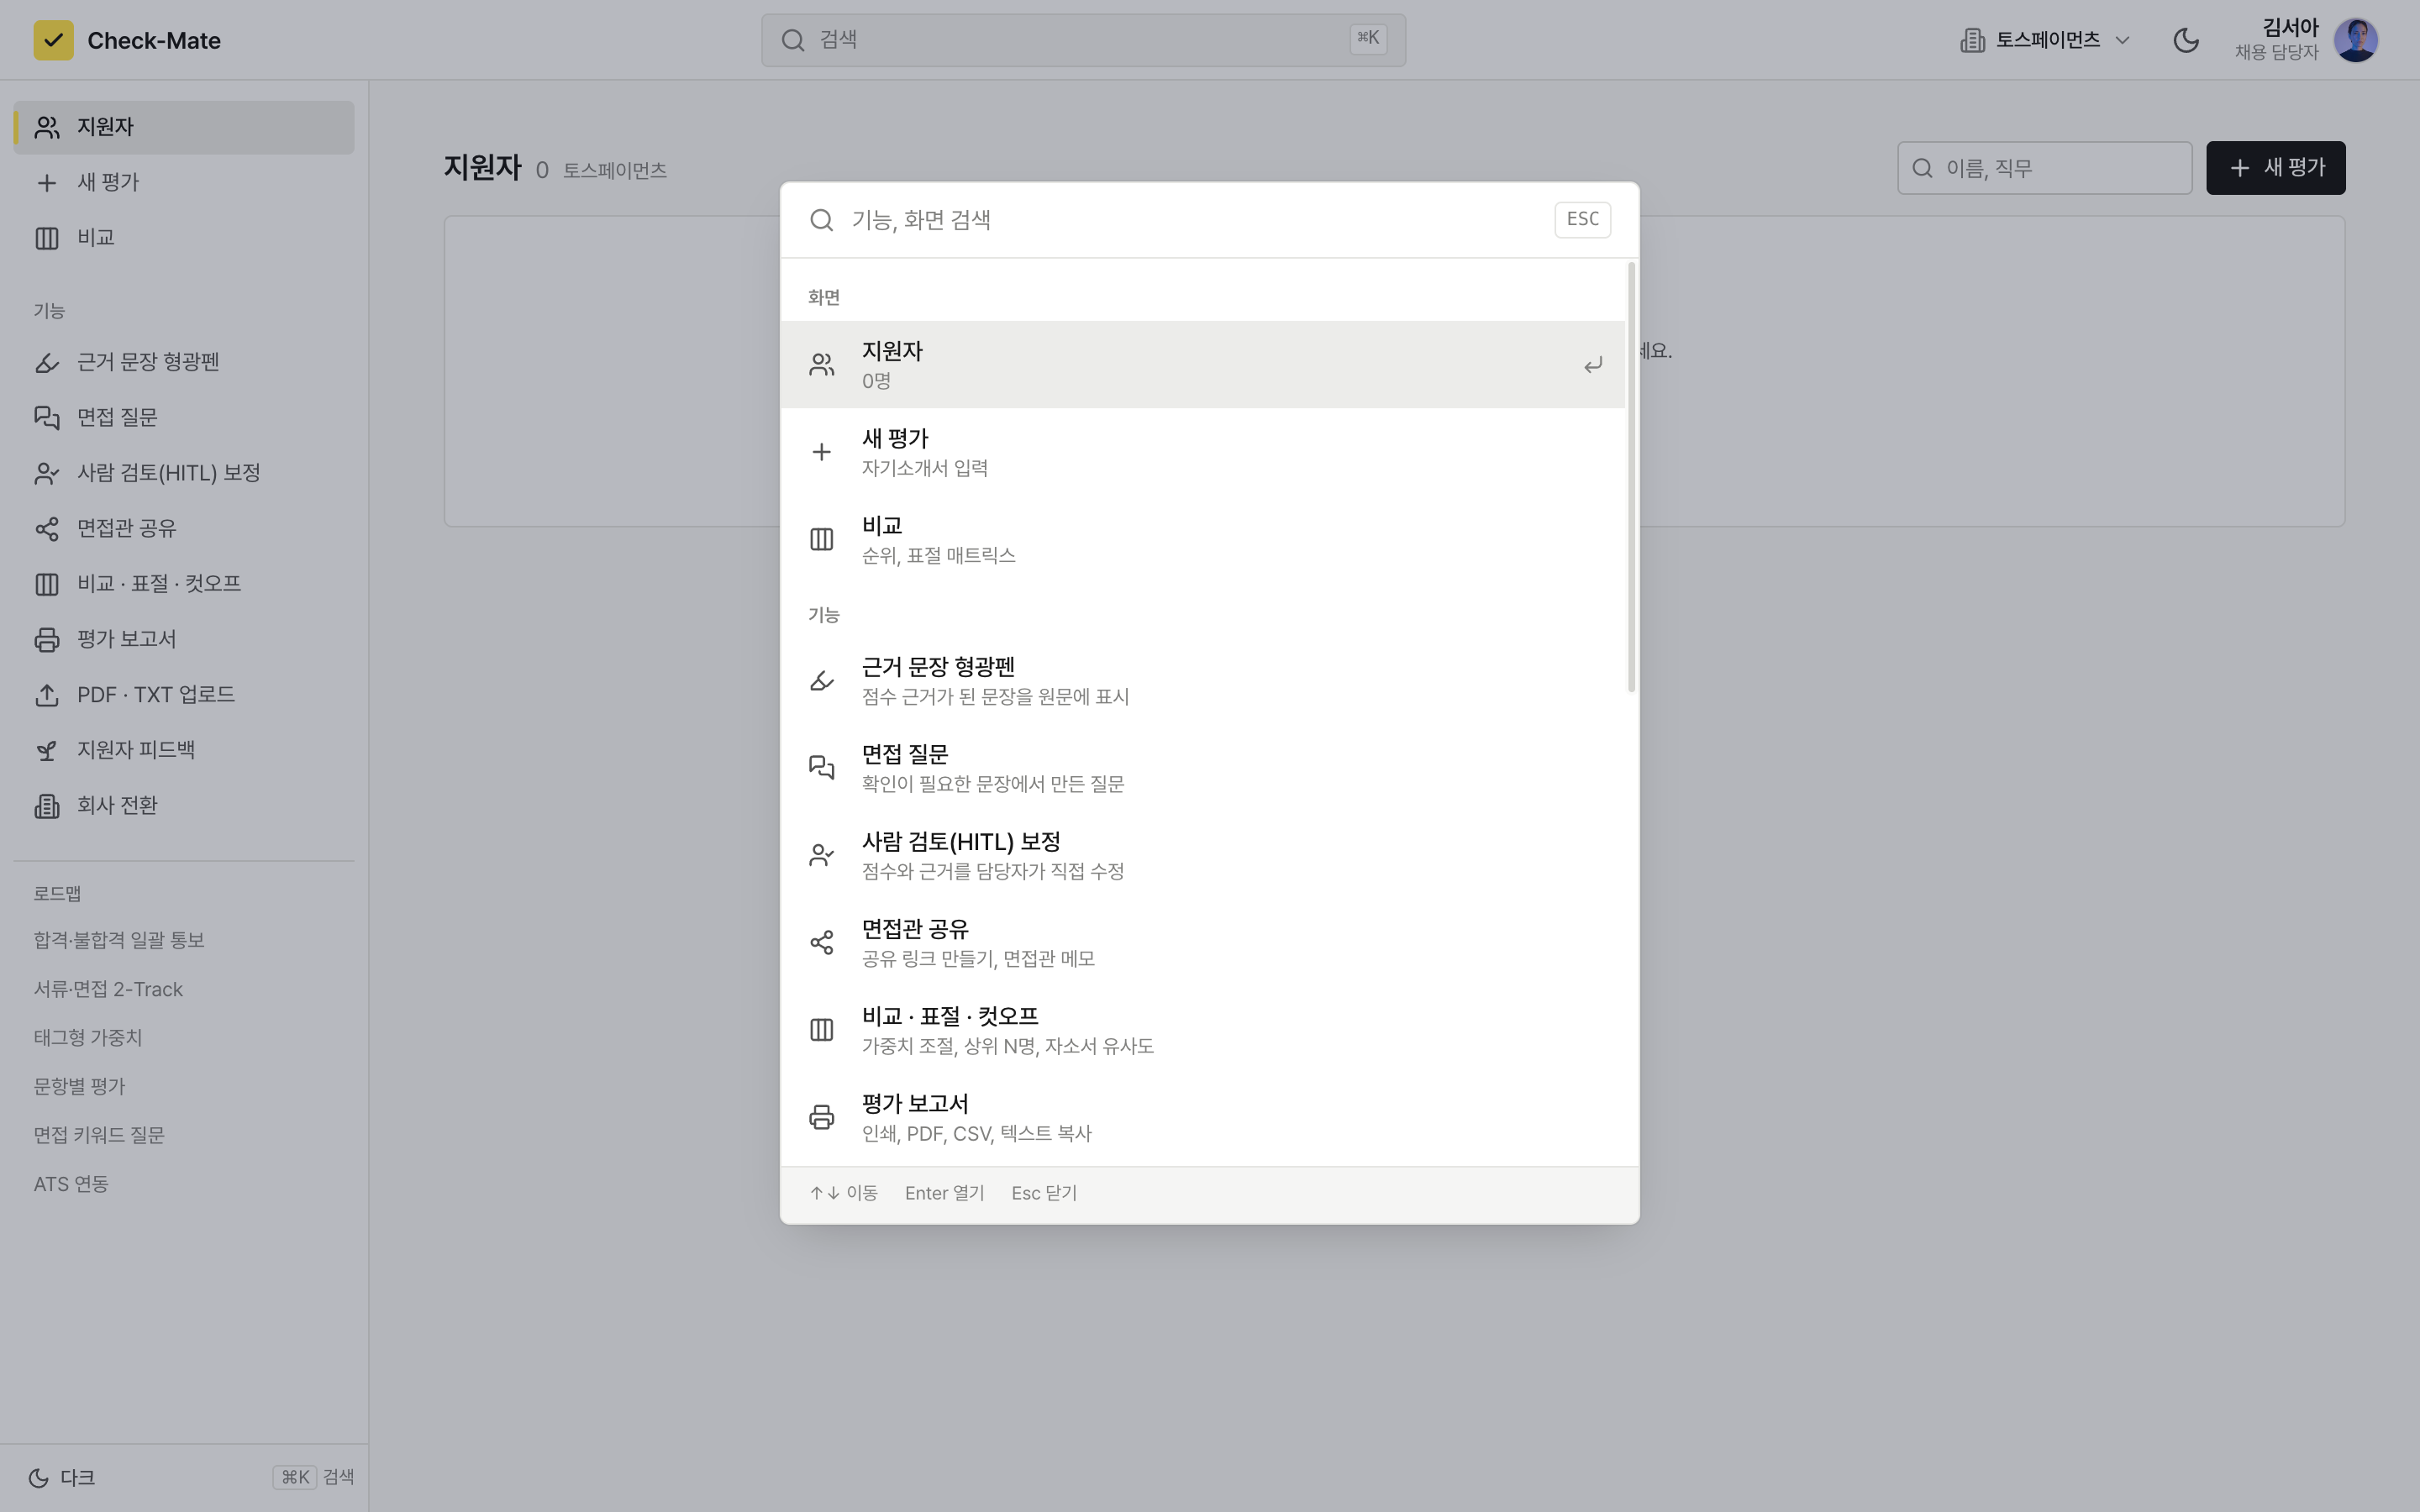 Check-Mate
검색
⌘K
토스페이먼츠
김서아
채용 담당자
지원자
새 평가
비교
기능
근거 문장 형광펜
면접 질문
사람 검토(HITL) 보정
면접관 공유
비교 · 표절 · 컷오프
평가 보고서
PDF · TXT 업로드
지원자 피드백
회사 전환
로드맵
합격·불합격 일괄 통보
서류·면접 2-Track
태그형 가중치
문항별 평가
면접 키워드 질문
ATS 연동
다크
⌘K 검색
지원자 0 토스페이먼츠
이름, 직무
새 평가
기능, 화면 검색
ESC
화면
지원자
0명
새 평가
자기소개서 입력
비교
순위, 표절 매트릭스
기능
근거 문장 형광펜
점수 근거가 된 문장을 원문에 표시
면접 질문
확인이 필요한 문장에서 만든 질문
사람 검토(HITL) 보정
점수와 근거를 담당자가 직접 수정
면접관 공유
공유 링크 만들기, 면접관 메모
비교 · 표절 · 컷오프
가중치 조절, 상위 N명, 자소서 유사도
평가 보고서
인쇄, PDF, CSV, 텍스트 복사
↑↓ 이동 Enter 열기 Esc 닫기